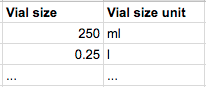 Vial size Vial size unit
250 ml
0.25 l
... ...